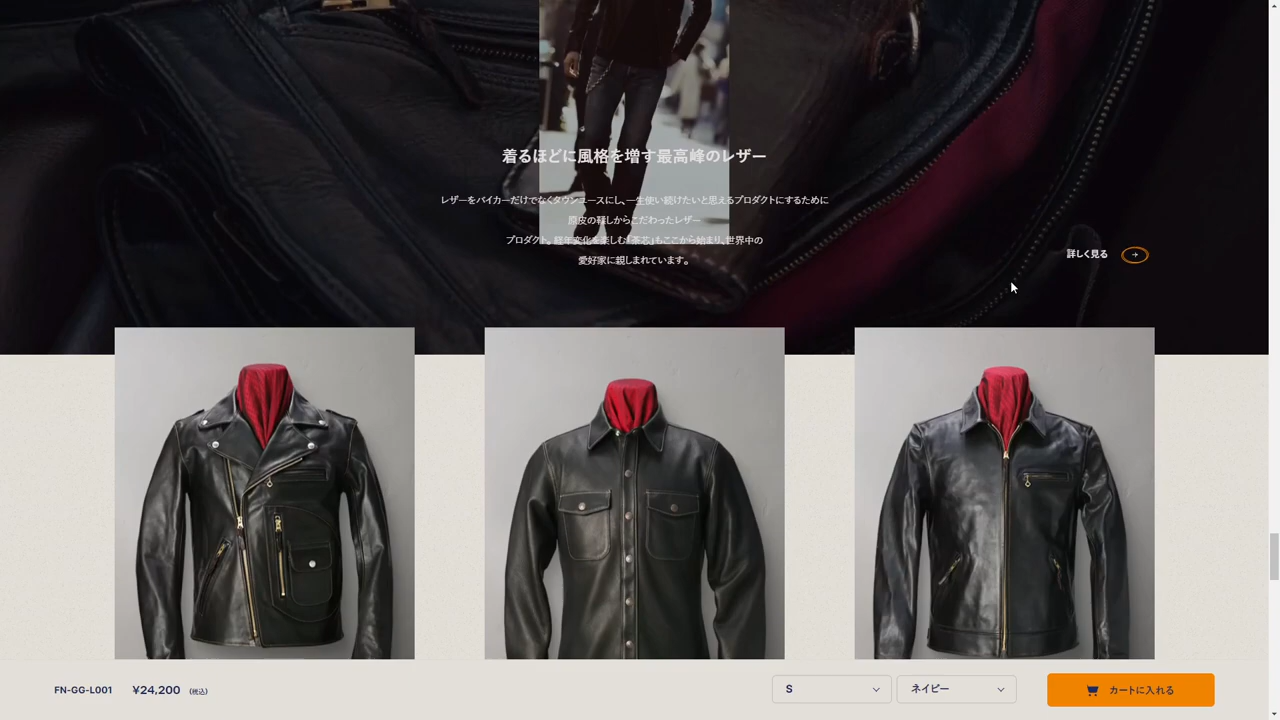 着るほどに風格を増す最高峰のレザー
レザーをバイカーだけでなくタウンユースにし、一生使い続けたいと思えるプロダクトにするために
原皮の鞣しからこだわったレザー
プロダクト。経年変化を楽しむ「茶芯」もここから始まり、世界中の
愛好家に親しまれています。
詳しく見る
FN-GG-L001 ¥24,200 (税込) S ネイビー カートに入れる